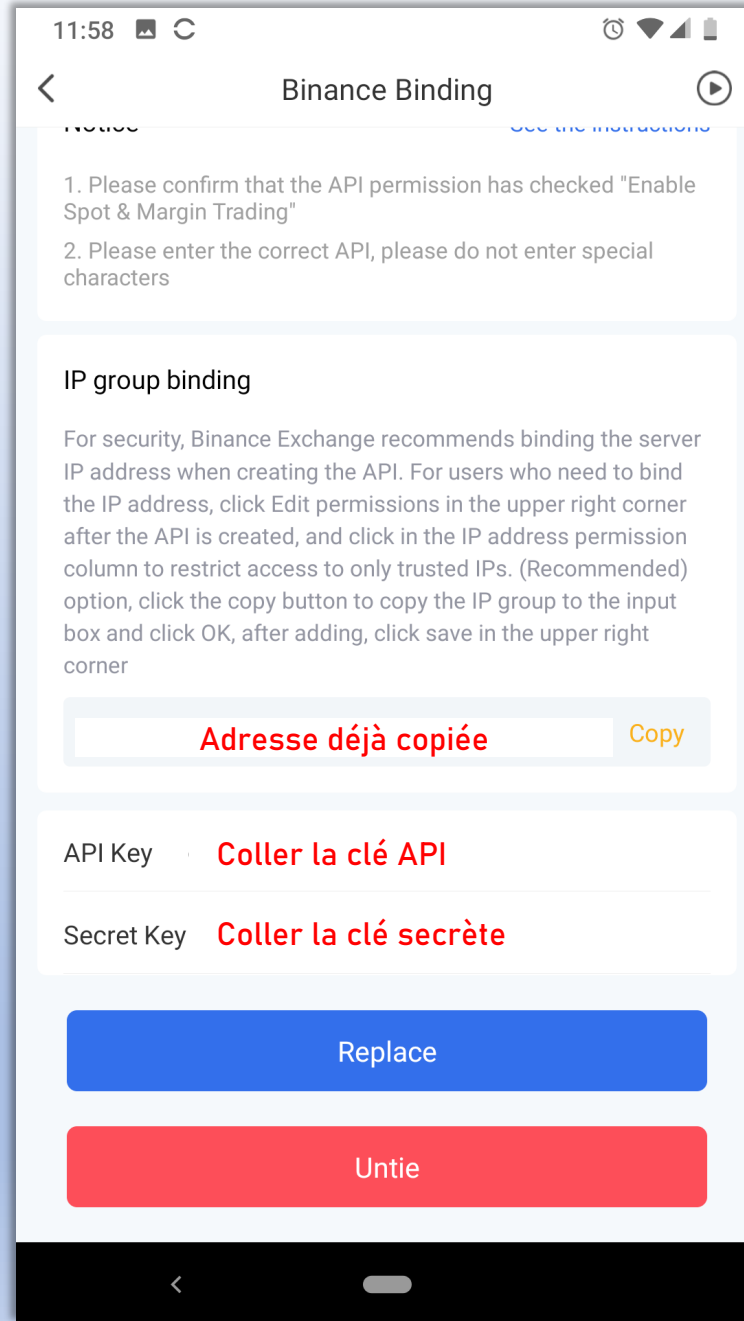 11:58
Binance Binding
Notice See the instructions
1. Please confirm that the API permission has checked "Enable
Spot & Margin Trading"
2. Please enter the correct API, please do not enter special
characters
IP group binding
For security, Binance Exchange recommends binding the server
IP address when creating the API. For users who need to bind
the IP address, click Edit permissions in the upper right corner
after the API is created, and click in the IP address permission
column to restrict access to only trusted IPs. (Recommended)
option, click the copy button to copy the IP group to the input
box and click OK, after adding, click save in the upper right
corner
Adresse déjà copiée Copy
API Key Coller la clé API
Secret Key Coller la clé secrète
Replace
Untie